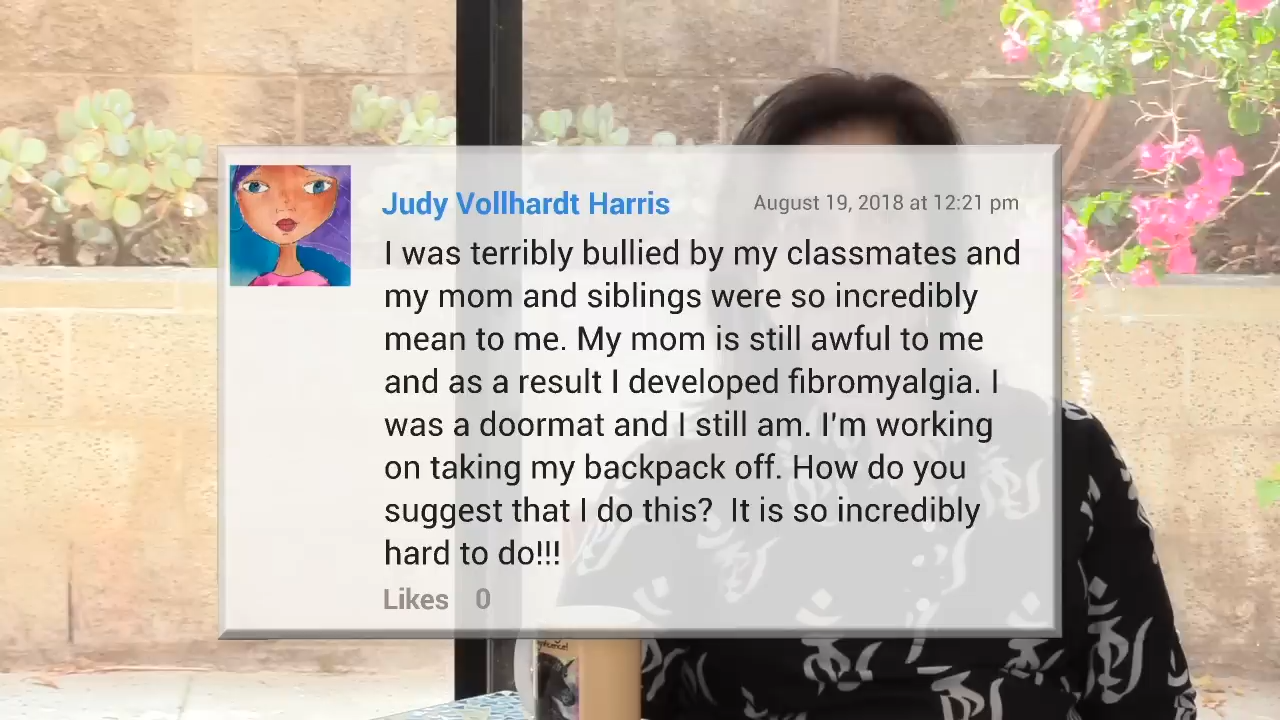 Judy Vollhardt Harris August 19, 2018 at 12:21 pm
I was terribly bullied by my classmates and
my mom and siblings were so incredibly
mean to me. My mom is still awful to me
and as a result I developed fibromyalgia. I
was a doormat and I still am. I'm working
on taking my backpack off. How do you
suggest that I do this?  It is so incredibly
hard to do!!!
Likes 0